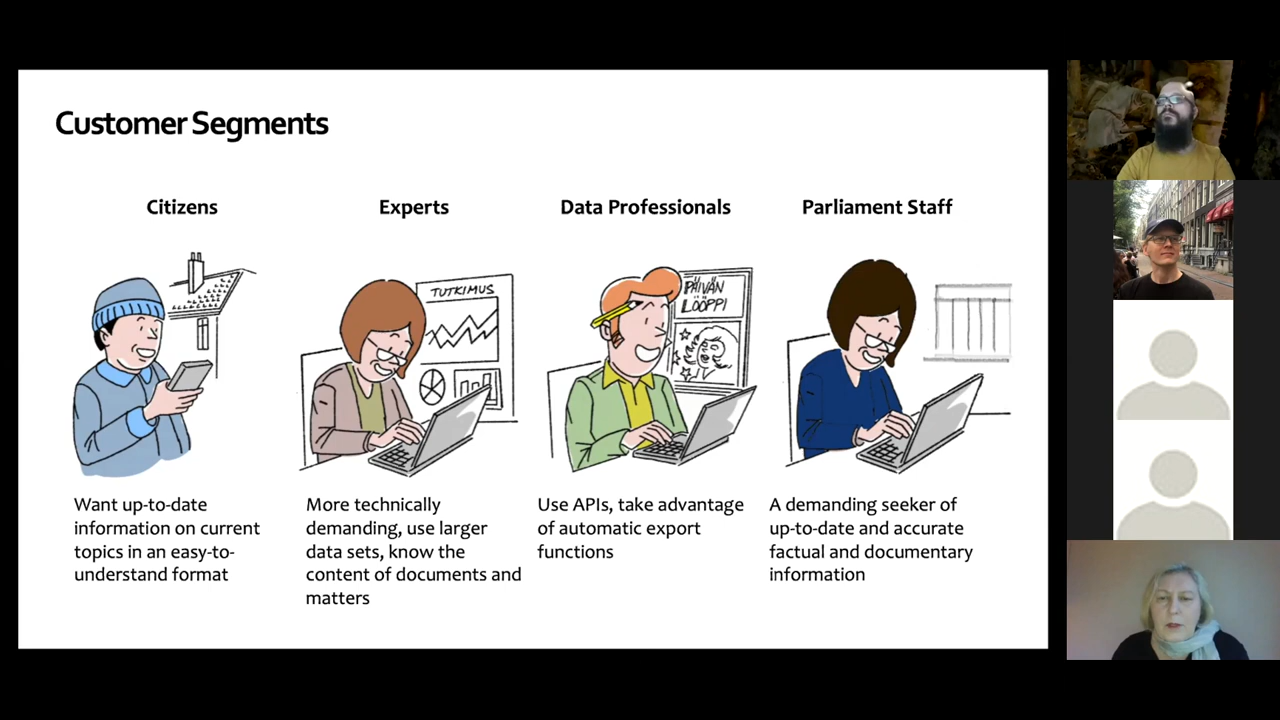 Customer Segments
Citizens
Experts
Data Professionals
Parliament Staff
TUTKIMUS
PÄIVÄN
LÖÖPPI
Want up-to-date
information on current
topics in an easy-to-
understand format
More technically
demanding, use larger
data sets, know the
content of documents and
matters
Use APIs, take advantage
of automatic export
functions
A demanding seeker of
up-to-date and accurate
factual and documentary
information